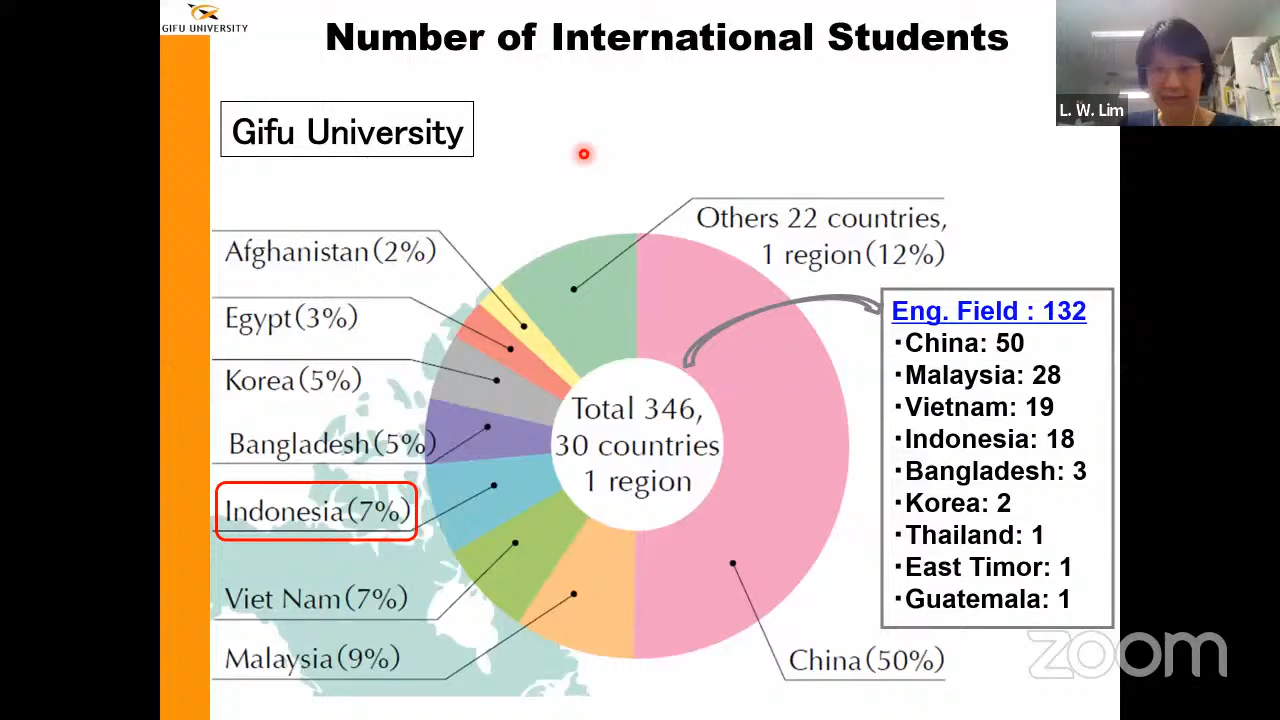 GIFU UNIVERSITY
Number of International Students
L. W. Lim
Gifu University
Others 22 countries,
1 region (12%)
Afghanistan (2%)
Egypt (3%)
Korea (5%)
Bangladesh (5%)
Indonesia (7%)
Viet Nam (7%)
Malaysia (9%)
Total 346,
30 countries
1 region
China (50%)
Eng. Field : 132
・China: 50
・Malaysia: 28
・Vietnam: 19
・Indonesia: 18
・Bangladesh: 3
・Korea: 2
・Thailand: 1
・East Timor: 1
・Guatemala: 1
zoom